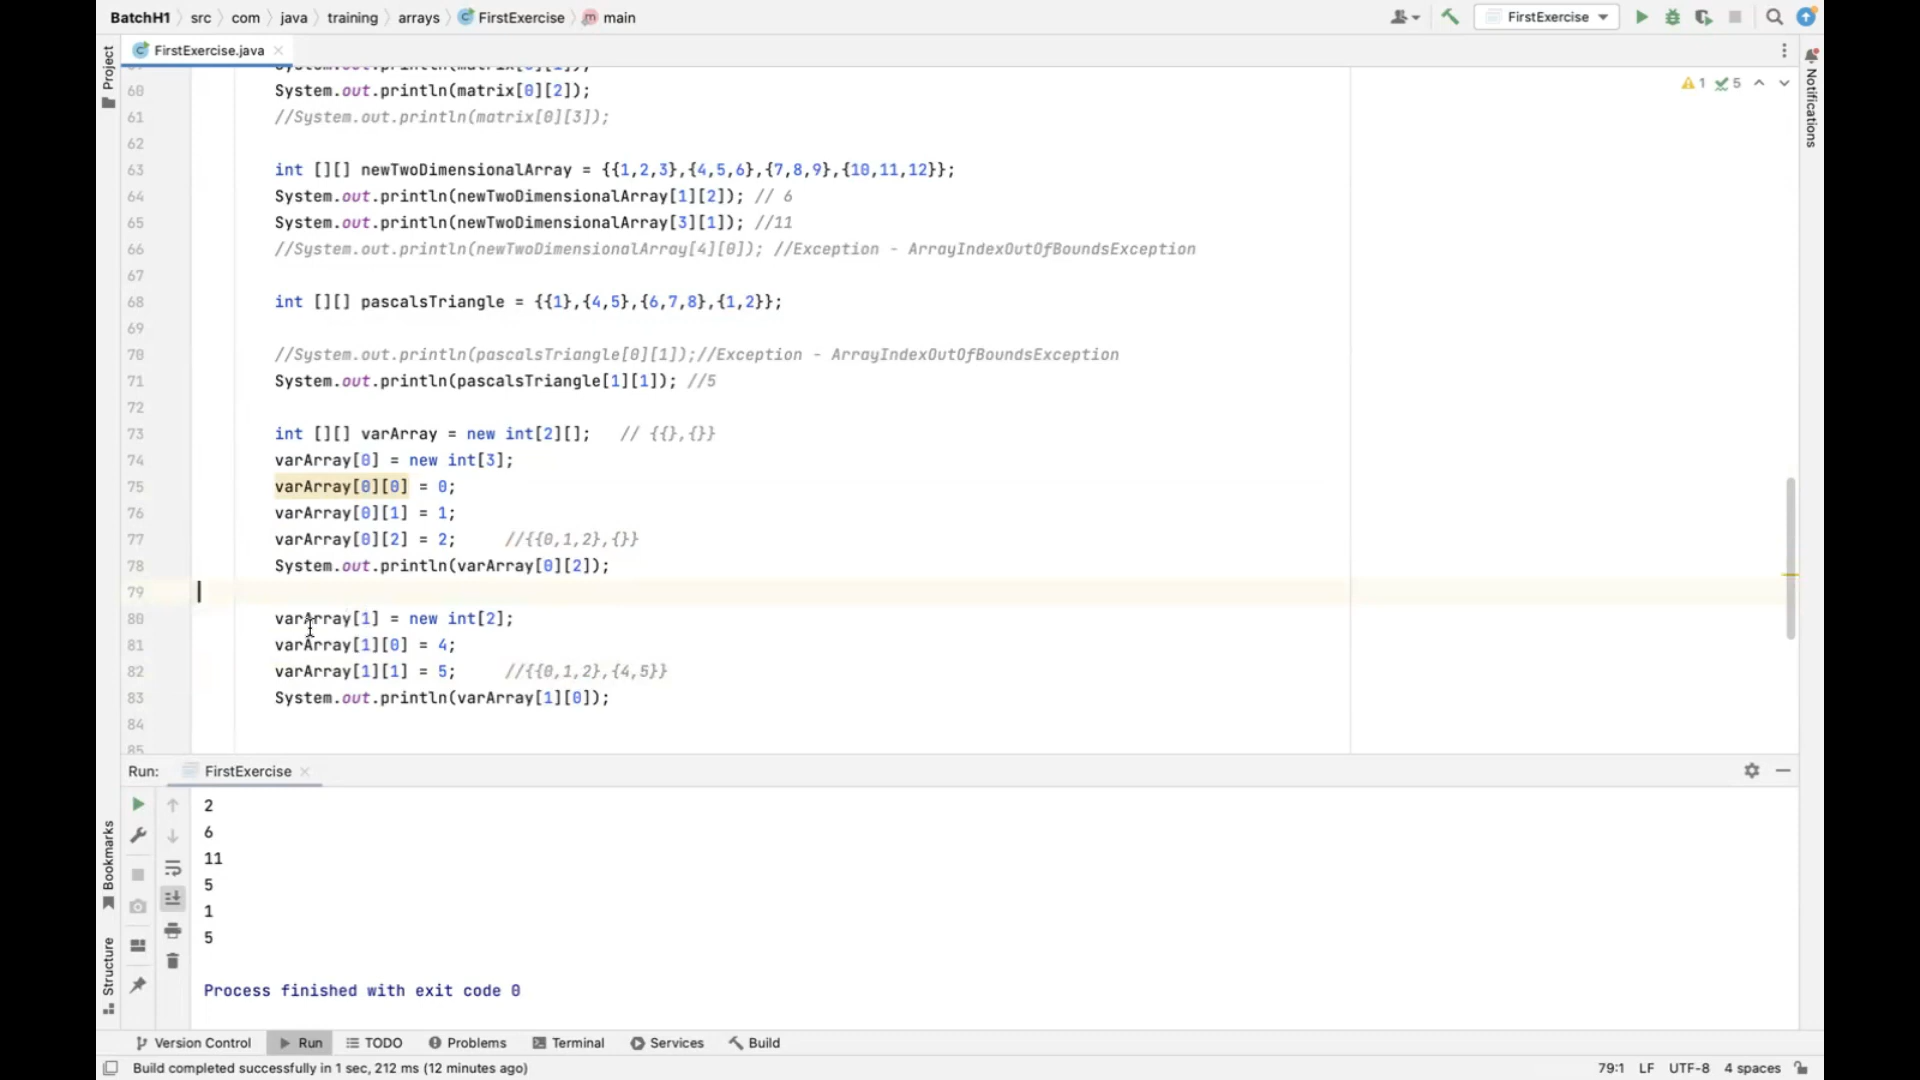 BatchH1 src com java training arrays FirstExercise main FirstExercise
Project
FirstExercise.java
Notifications
1 5
60 System.out.println(matrix[0][2]);
61 //System.out.println(matrix[0][3]);
62
63 int [][] newTwoDimensionalArray = {{1,2,3},{4,5,6},{7,8,9},{10,11,12}};
64 System.out.println(newTwoDimensionalArray[1][2]); // 6
65 System.out.println(newTwoDimensionalArray[3][1]); //11
66 //System.out.println(newTwoDimensionalArray[4][0]); //Exception - ArrayIndexOutOfBoundsException
67
68 int [][] pascalsTriangle = {{1},{4,5},{6,7,8},{1,2}};
69
70 //System.out.println(pascalsTriangle[0][1]);//Exception - ArrayIndexOutOfBoundsException
71 System.out.println(pascalsTriangle[1][1]); //5
72
73 int [][] varArray = new int[2][]; // {{},{}}
74 varArray[0] = new int[3];
75 varArray[0][0] = 0;
76 varArray[0][1] = 1;
77 varArray[0][2] = 2; //{{0,1,2},{}}
78 System.out.println(varArray[0][2]);
79
80 varArray[1] = new int[2];
81 varArray[1][0] = 4;
82 varArray[1][1] = 5; //{{0,1,2},{4,5}}
83 System.out.println(varArray[1][0]);
84
85
Run: FirstExercise
2
6
11
5
1
5
Process finished with exit code 0
Bookmarks
Structure
Version Control Run TODO Problems Terminal Services Build
Build completed successfully in 1 sec, 212 ms (12 minutes ago) 79:1 LF UTF-8 4 spaces